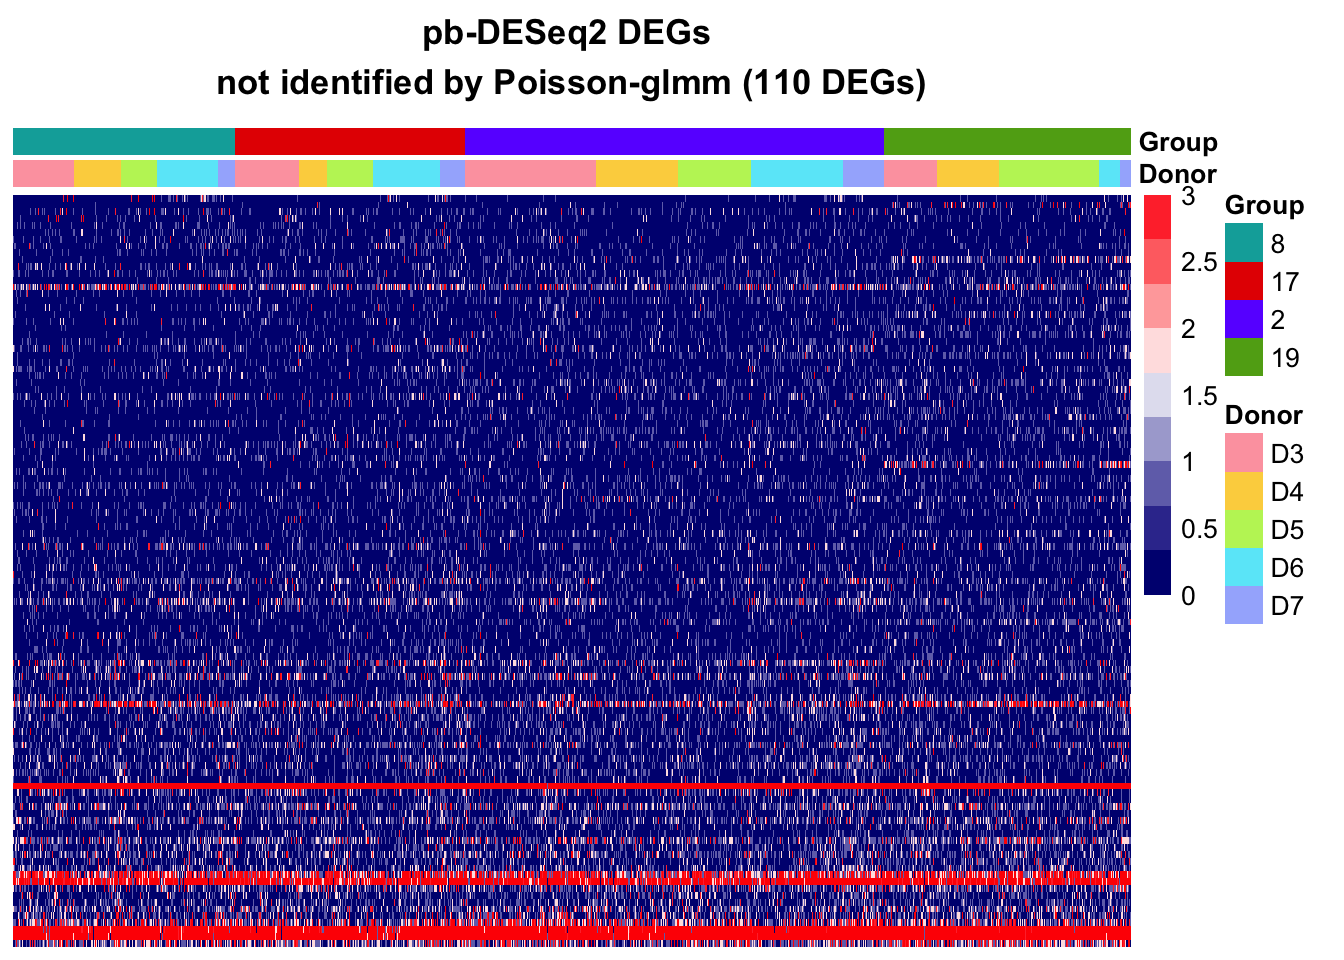 pb-DESeq2 DEGs
not identified by Poisson-glmm (110 DEGs)
Group
Donor
3
2.5
2
1.5
1
0.5
0
Group
8
17
2
19
Donor
D3
D4
D5
D6
D7